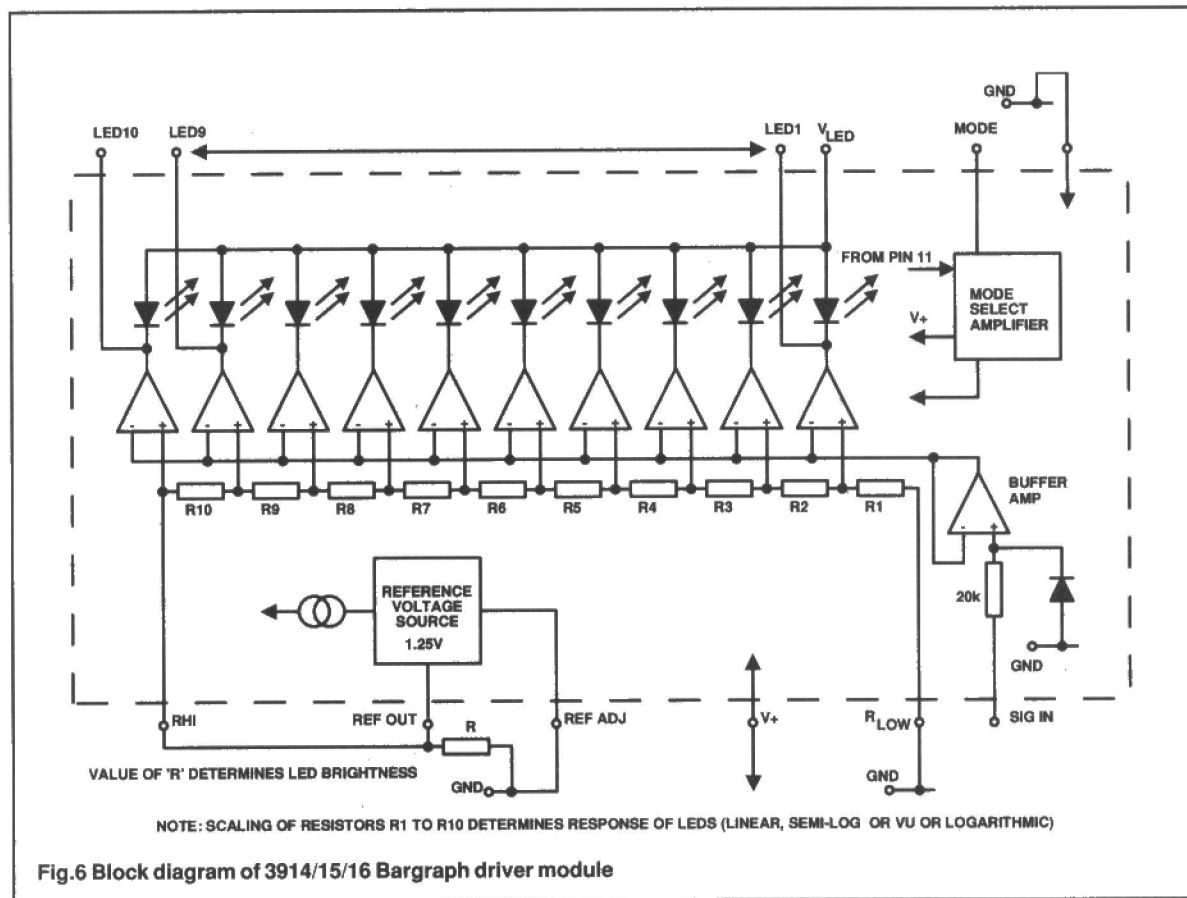 GND
LED10 LED9 LED1 VLED MODE
FROM PIN 11
MODE
SELECT
AMPLIFIER
V+
- + - + - + - + - + - + - + - + - + - +
R10 R9 R8 R7 R6 R5 R4 R3 R2 R1
BUFFER
AMP
- +
REFERENCE
VOLTAGE
SOURCE
1.25V
20k
GND
RHI REF OUT R REF ADJ V+ RLOW SIG IN
VALUE OF 'R' DETERMINES LED BRIGHTNESS
GND
GND
NOTE: SCALING OF RESISTORS R1 TO R10 DETERMINES RESPONSE OF LEDS (LINEAR, SEMI-LOG OR VU OR LOGARITHMIC)
Fig.6 Block diagram of 3914/15/16 Bargraph driver module